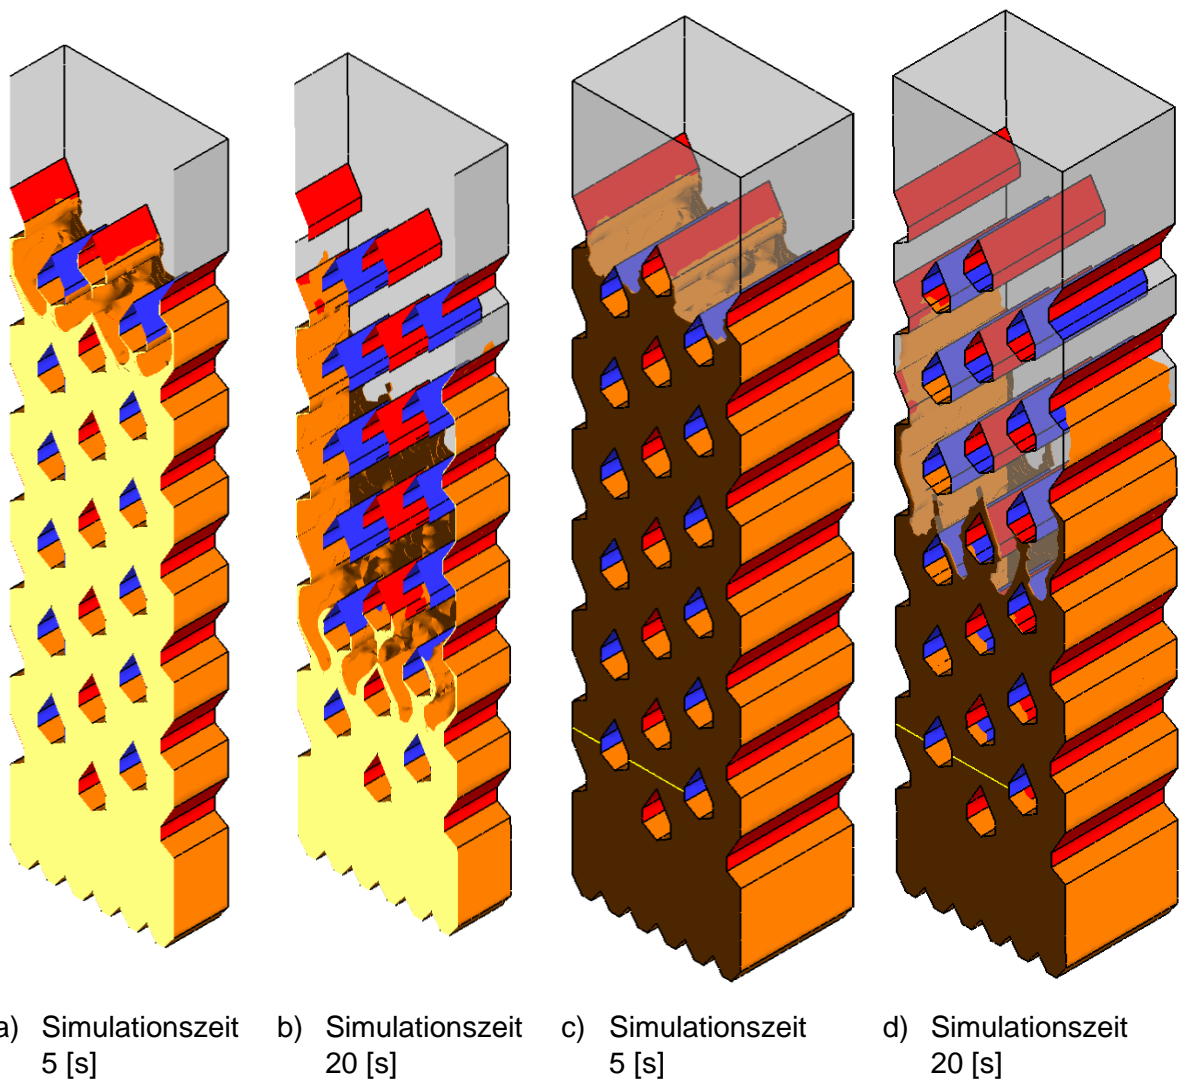 a) Simulationszeit
5 [s]
b) Simulationszeit
20 [s]
c) Simulationszeit
5 [s]
d) Simulationszeit
20 [s]